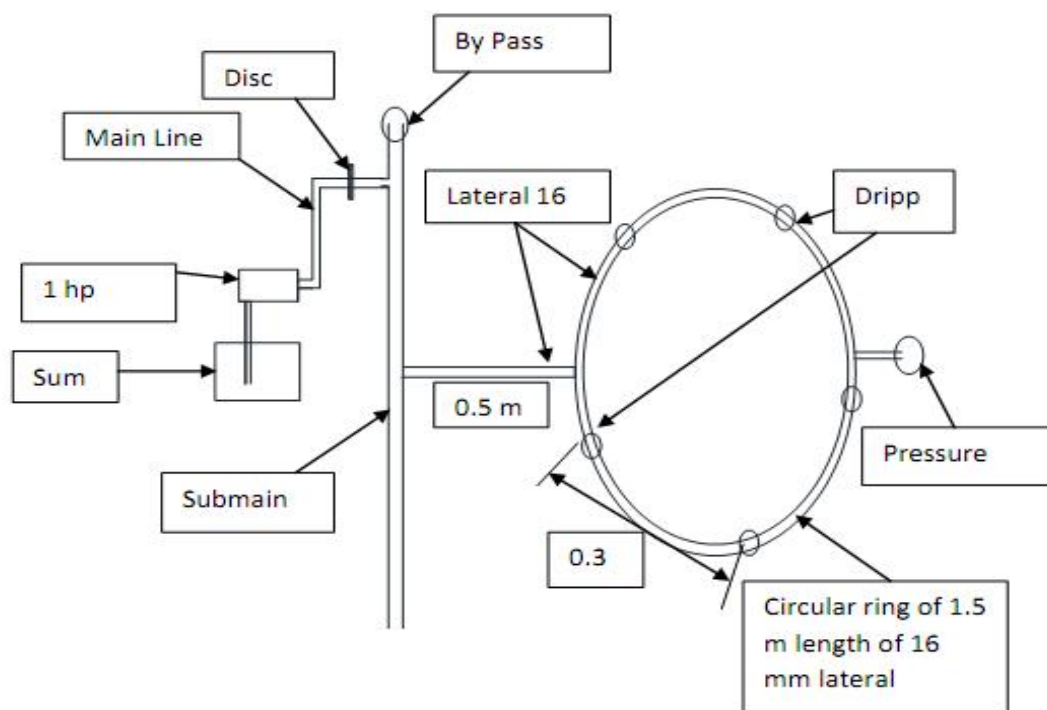 By Pass
Disc
Main Line
Lateral 16
Dripp
1 hp
Sum
0.5 m
Pressure
Submain
0.3
Circular ring of 1.5
m length of 16
mm lateral